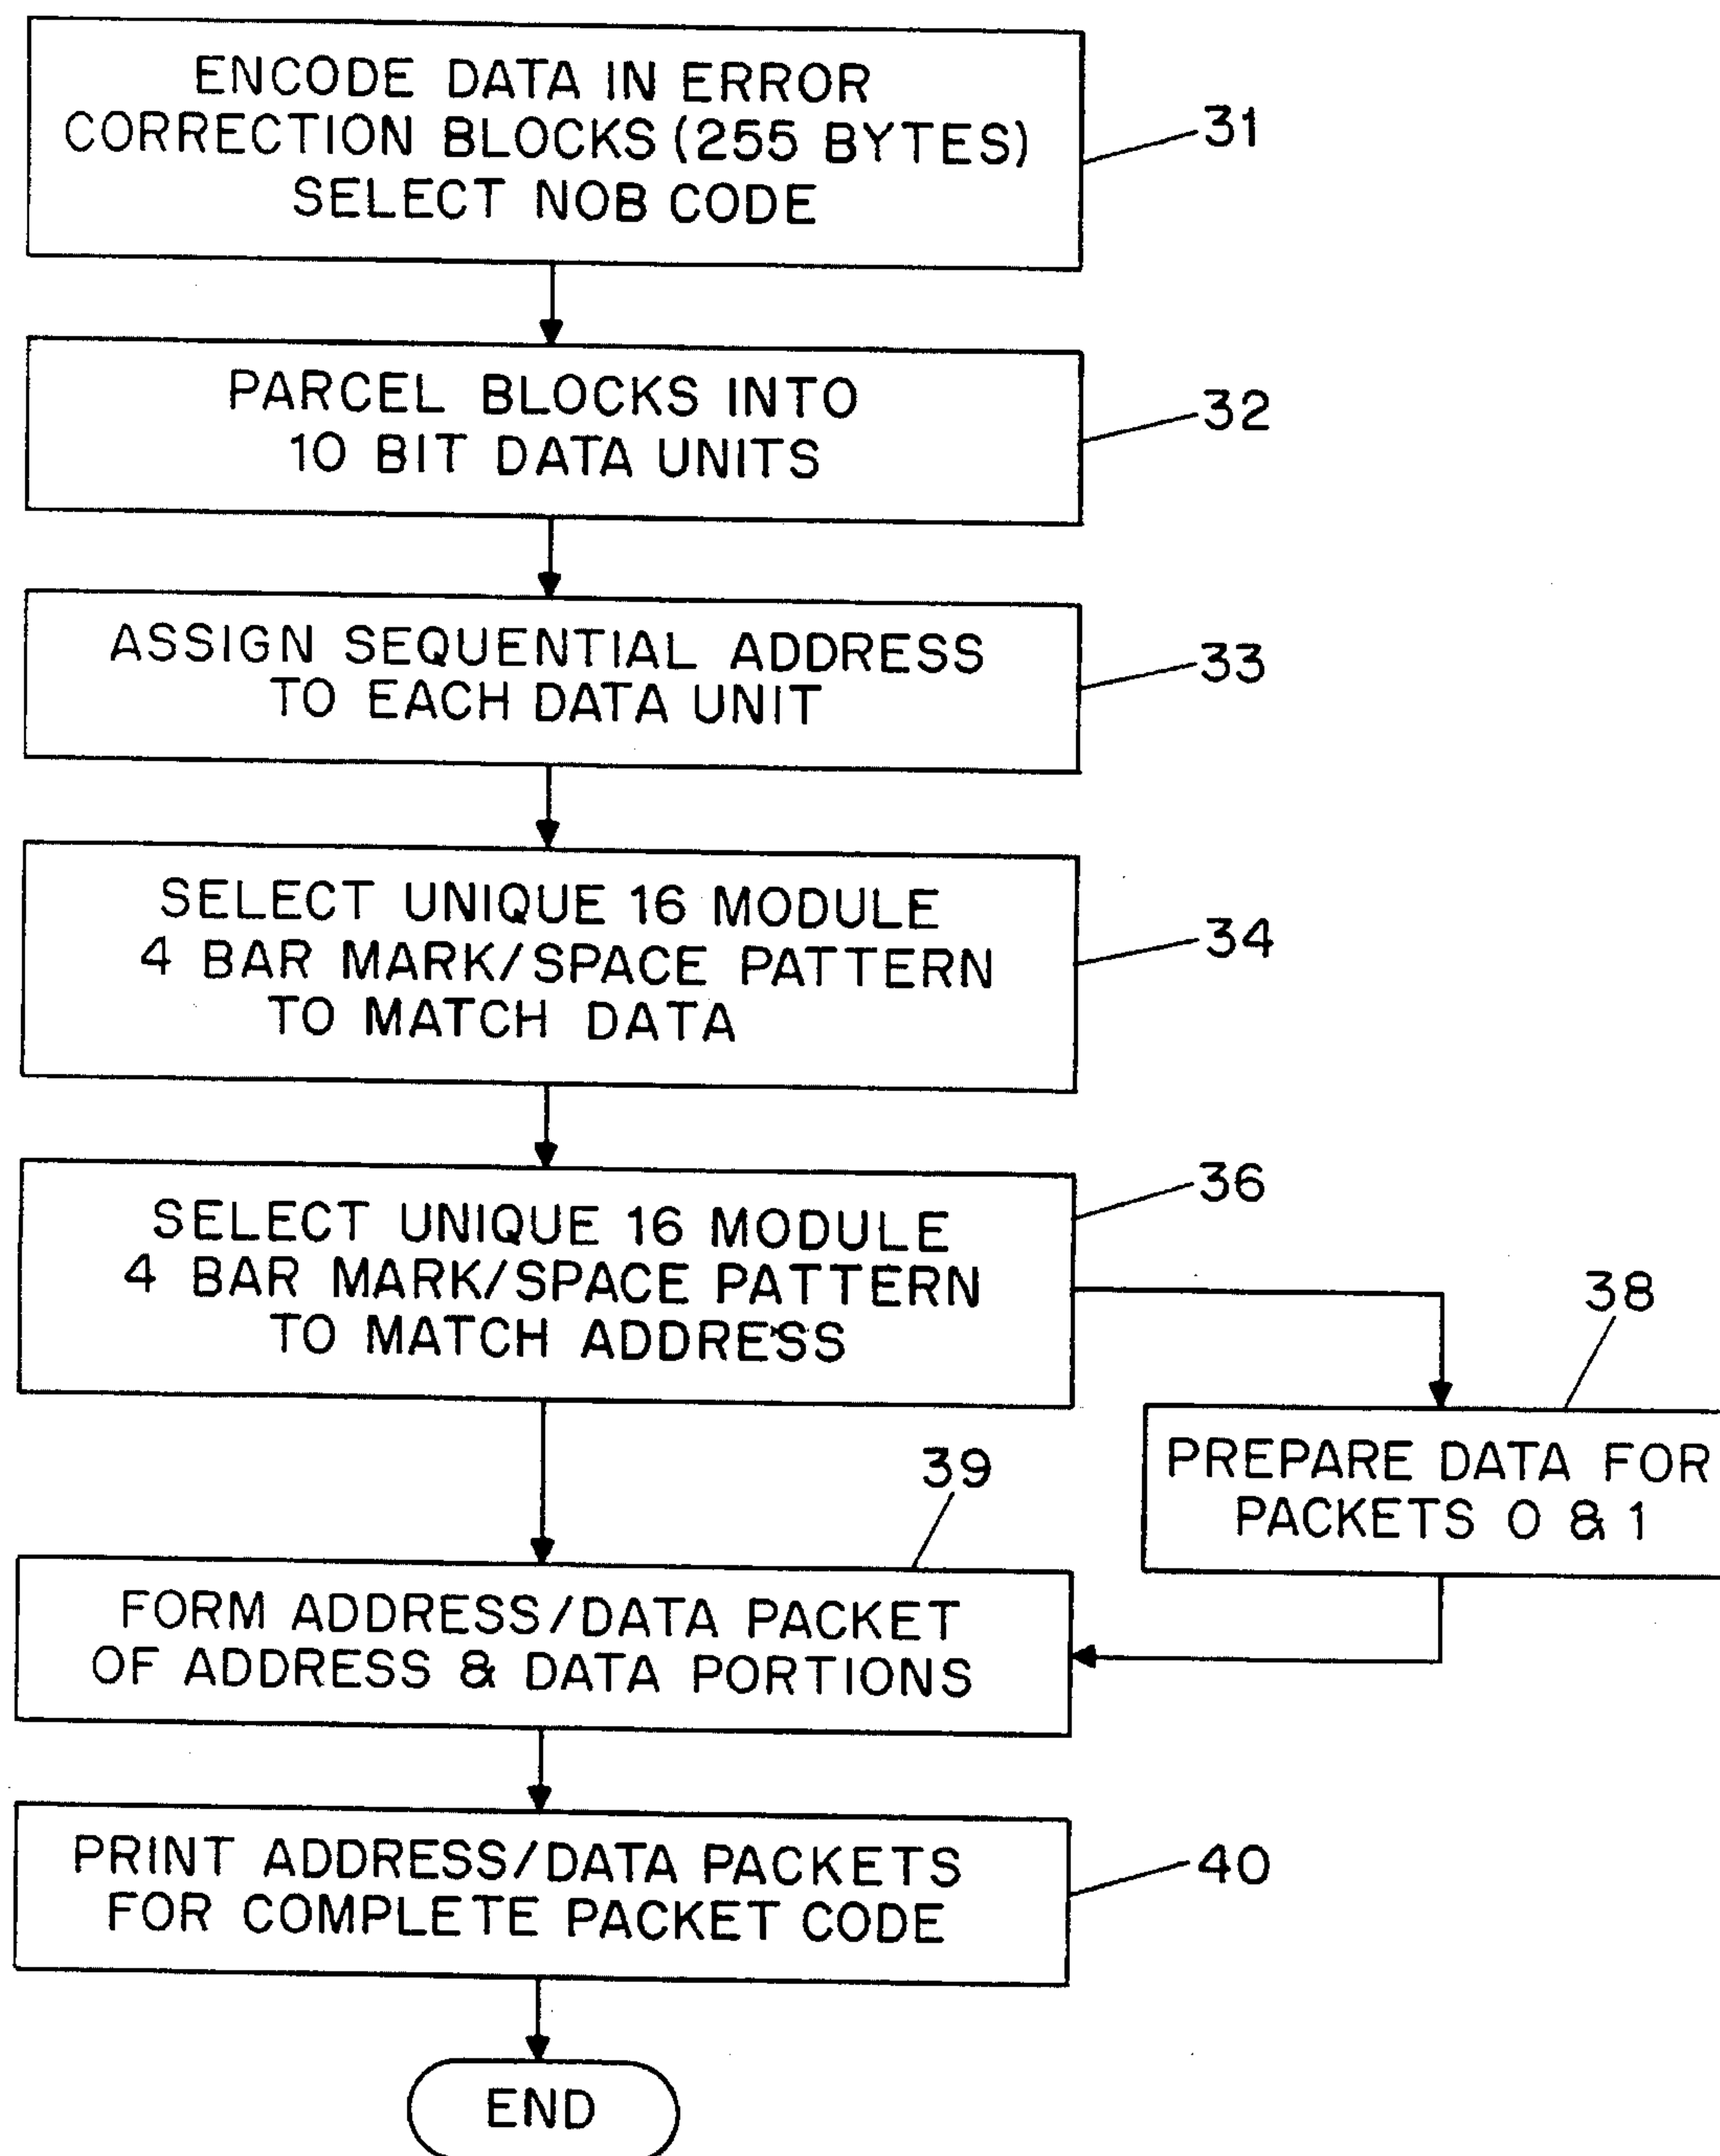 ENCODE DATA IN ERROR
CORRECTION BLOCKS (255 BYTES)
SELECT NOB CODE
31
PARCEL BLOCKS INTO
10 BIT DATA UNITS
32
ASSIGN SEQUENTIAL ADDRESS
TO EACH DATA UNIT
33
SELECT UNIQUE 16 MODULE
4 BAR MARK/SPACE PATTERN
TO MATCH DATA
34
SELECT UNIQUE 16 MODULE
4 BAR MARK/SPACE PATTERN
TO MATCH ADDRESS
36
38
PREPARE DATA FOR
PACKETS 0 & 1
39
FORM ADDRESS/DATA PACKET
OF ADDRESS & DATA PORTIONS
PRINT ADDRESS/DATA PACKETS
FOR COMPLETE PACKET CODE
40
END